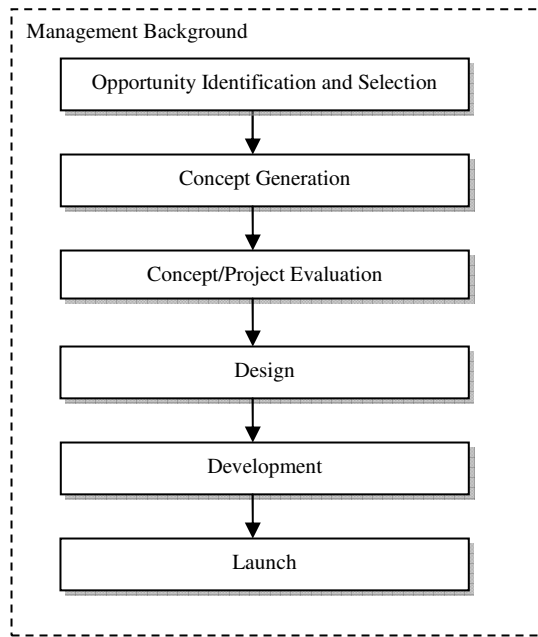 Management Background
Opportunity Identification and Selection
Concept Generation
Concept/Project Evaluation
Design
Development
Launch